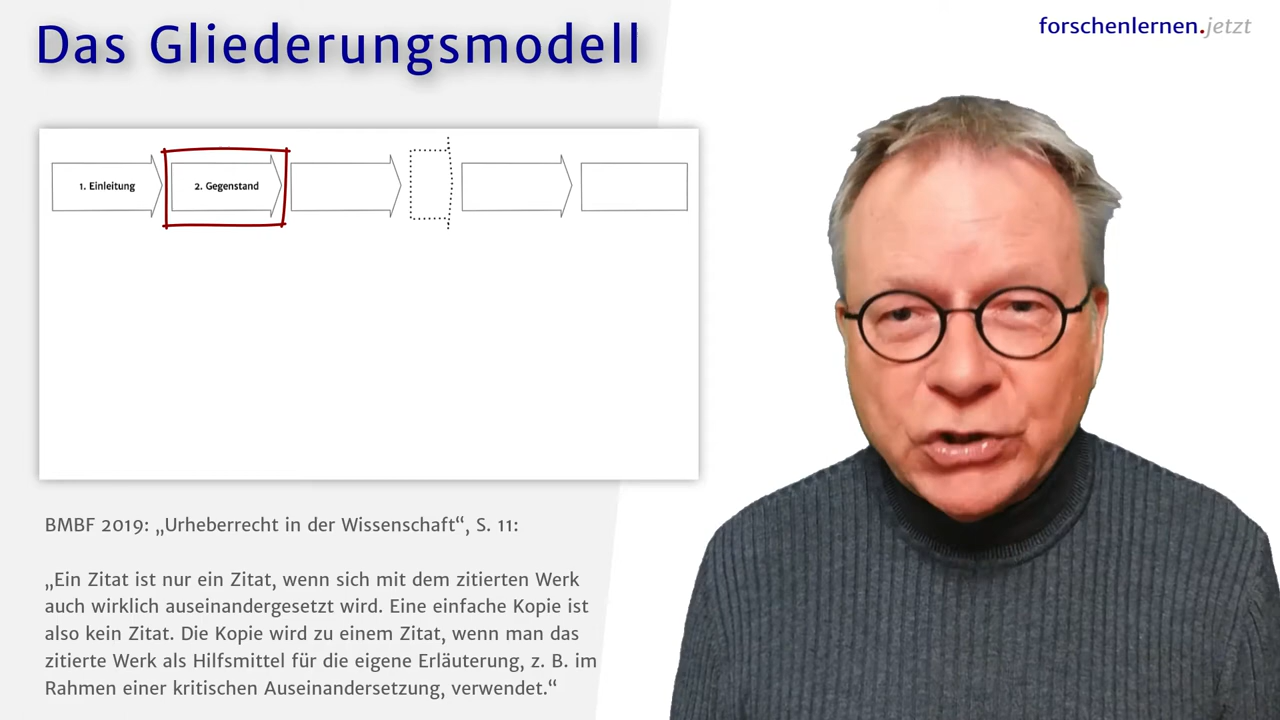 Das Gliederungsmodell
forschenlernen.jetzt
1. Einleitung
2. Gegenstand
BMBF 2019: „Urheberrecht in der Wissenschaft“, S. 11:
„Ein Zitat ist nur ein Zitat, wenn sich mit dem zitierten Werk
auch wirklich auseinandergesetzt wird. Eine einfache Kopie ist
also kein Zitat. Die Kopie wird zu einem Zitat, wenn man das
zitierte Werk als Hilfsmittel für die eigene Erläuterung, z. B. im
Rahmen einer kritischen Auseinandersetzung, verwendet.“